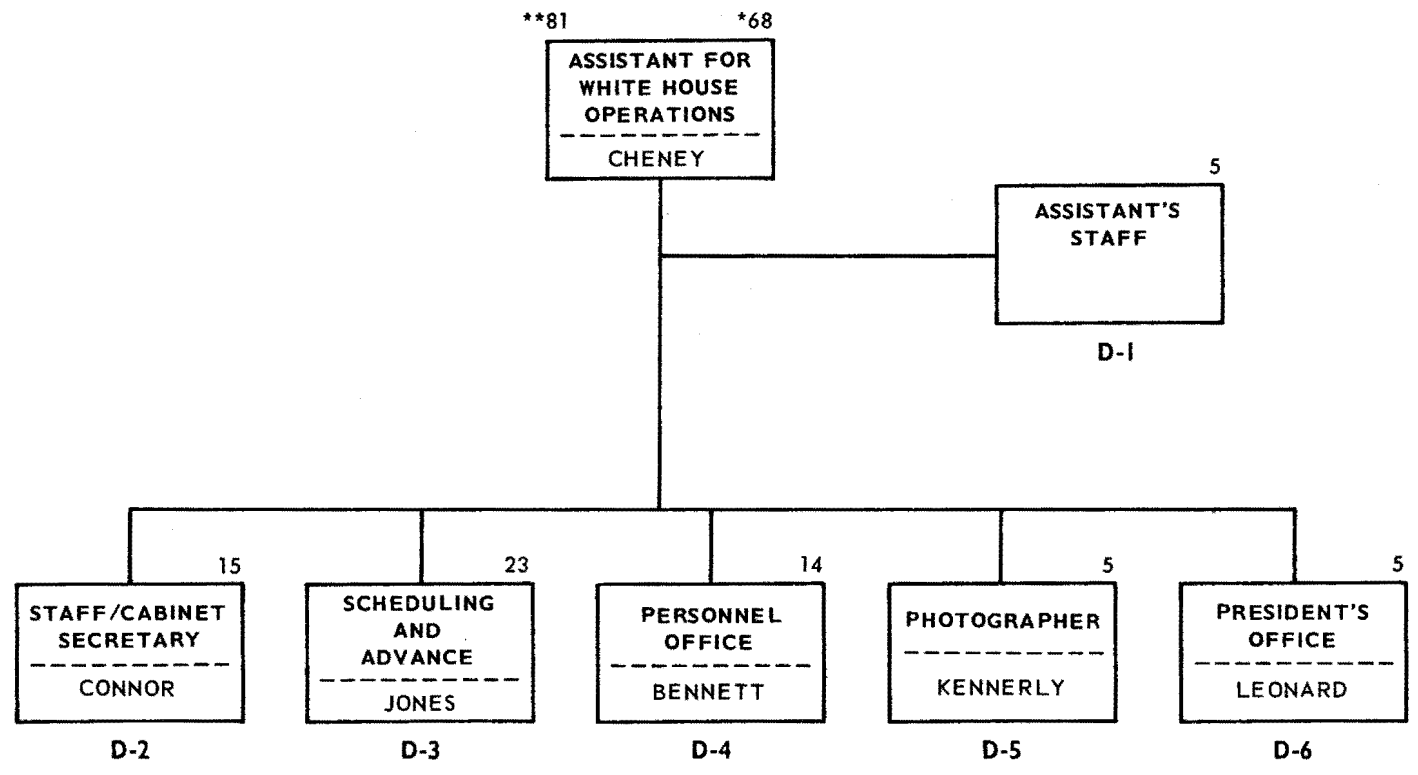 **81 *68
ASSISTANT FOR
WHITE HOUSE
OPERATIONS
CHENEY
5
ASSISTANT'S
STAFF
D-1
15
STAFF/CABINET
SECRETARY
CONNOR
D-2
23
SCHEDULING
AND
ADVANCE
JONES
D-3
14
PERSONNEL
OFFICE
BENNETT
D-4
5
PHOTOGRAPHER
KENNERLY
D-5
5
PRESIDENT'S
OFFICE
LEONARD
D-6